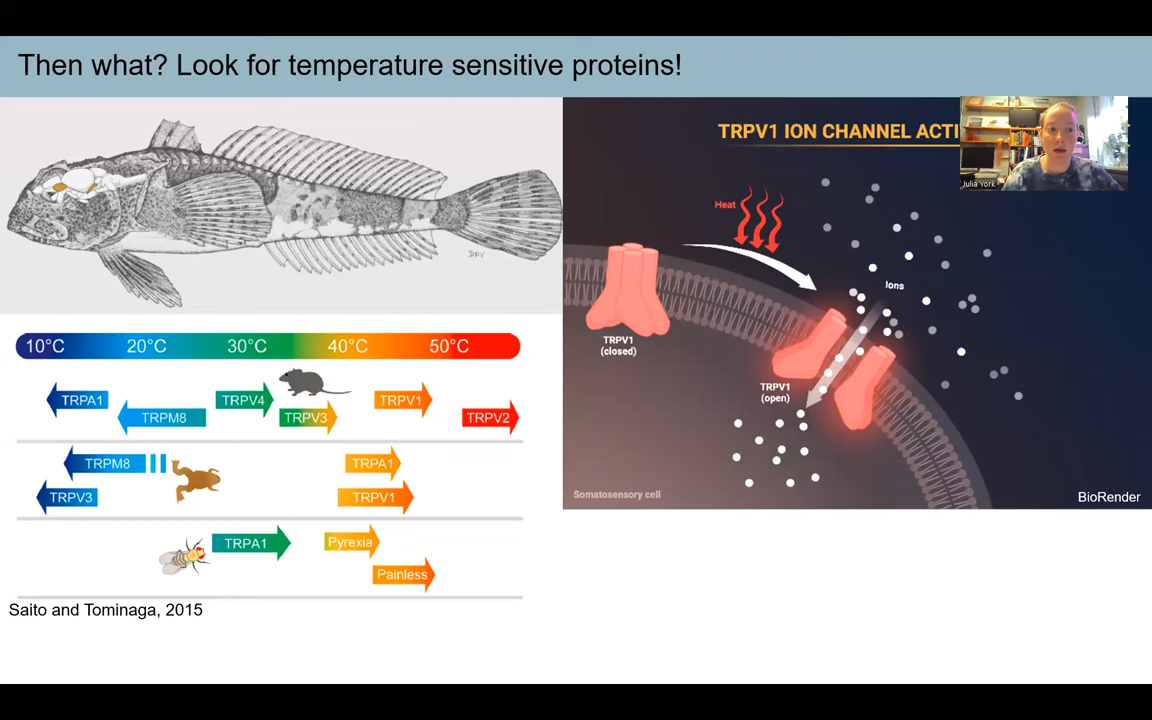 Then what? Look for temperature sensitive proteins!
DPV
TRPV1 ION CHANNEL ACTI
Julia York
Heat
Ions
TRPV1
(closed)
TRPV1
(open)
Somatosensory cell
BioRender
10°C 20°C 30°C 40°C 50°C
TRPA1 TRPV4 TRPV1
TRPM8 TRPV3 TRPV2
TRPM8 TRPA1
TRPV3 TRPV1
TRPA1 Pyrexia
Painless
Saito and Tominaga, 2015